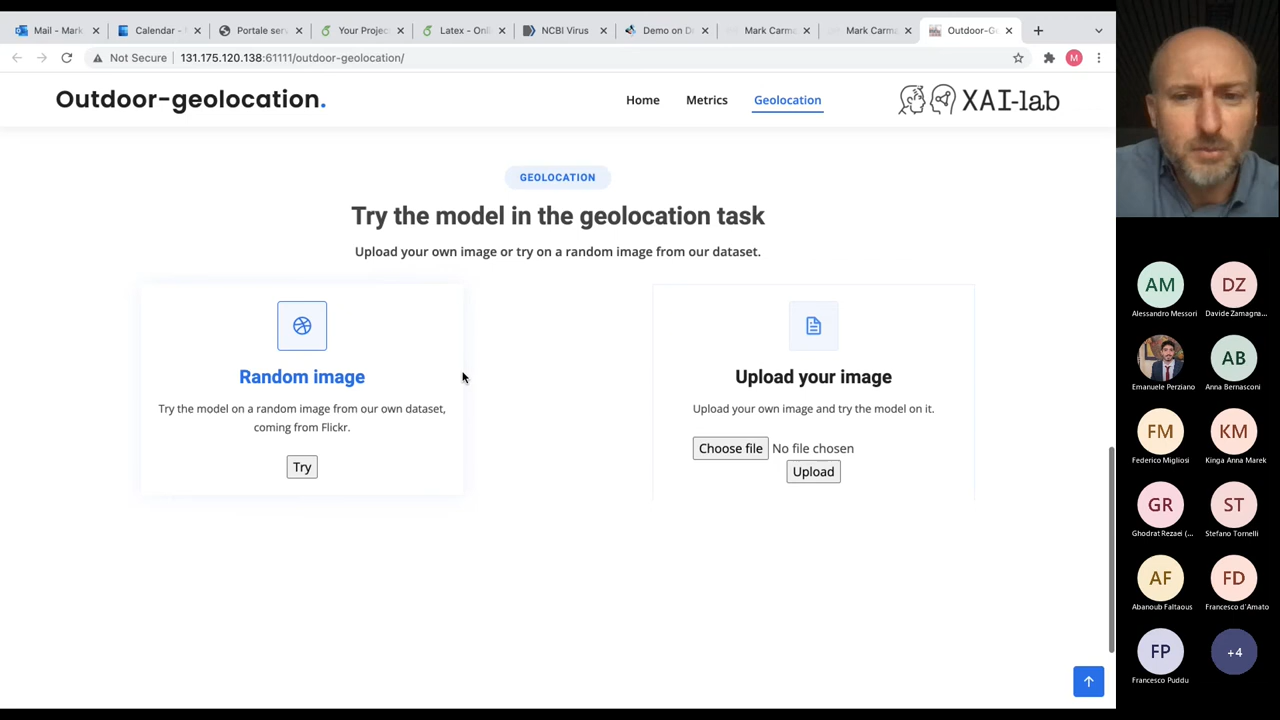 Mail - Mark
Calendar -
Portale serv
Your Projec
Latex - Onli
NCBI Virus
Demo on D
Mark Carm
Mark Carma
Outdoor-G
Not Secure
131.175.120.138:61111/outdoor-geolocation/
M
Outdoor-geolocation.
Home
Metrics
Geolocation
XAI-lab
GEOLOCATION
Try the model in the geolocation task
Upload your own image or try on a random image from our dataset.
Random image
Try the model on a random image from our own dataset,
coming from Flickr.
Try
Upload your image
Upload your own image and try the model on it.
Choose file No file chosen
Upload
AM
Alessandro Messori
DZ
Davide Zamagna...
Emanuele Perziano
AB
Anna Bernasconi
FM
Federico Migliosi
KM
Kinga Anna Marek
GR
Ghodrat Rezaei (...
ST
Stefano Tornelli
AF
Abanoub Faltaous
FD
Francesco d'Amato
FP
Francesco Puddu
+4